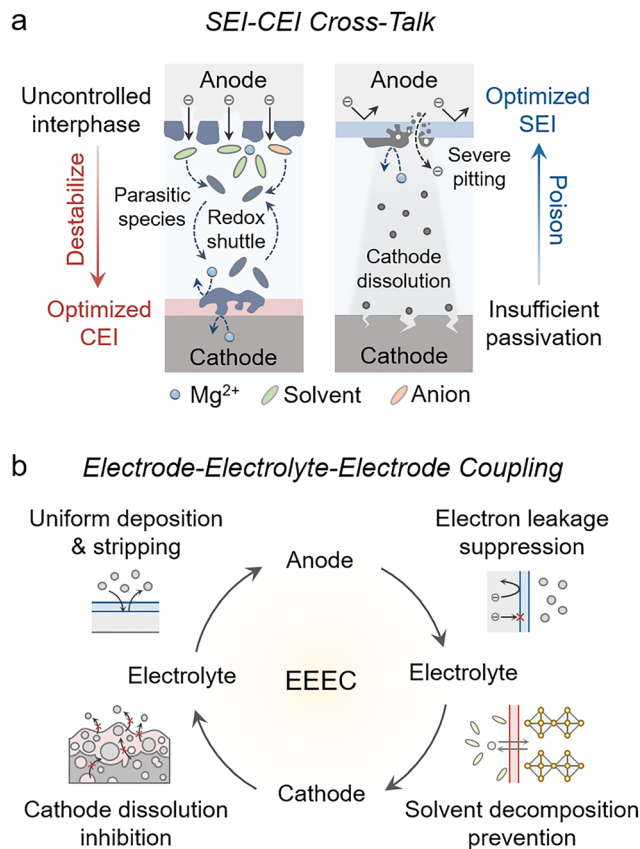 a
SEI-CEI Cross-Talk
Uncontrolled
interphase
Destabilize
Optimized
CEI
Anode
Parasitic
species
Redox
shuttle
Cathode
Anode
Severe
pitting
Cathode
dissolution
Cathode
Optimized
SEI
Poison
Insufficient
passivation
Mg²⁺
Solvent
Anion
b
Electrode-Electrolyte-Electrode Coupling
Uniform deposition
& stripping
Anode
Electron leakage
suppression
Electrolyte
EEEC
Electrolyte
Cathode dissolution
inhibition
Cathode
Solvent decomposition
prevention